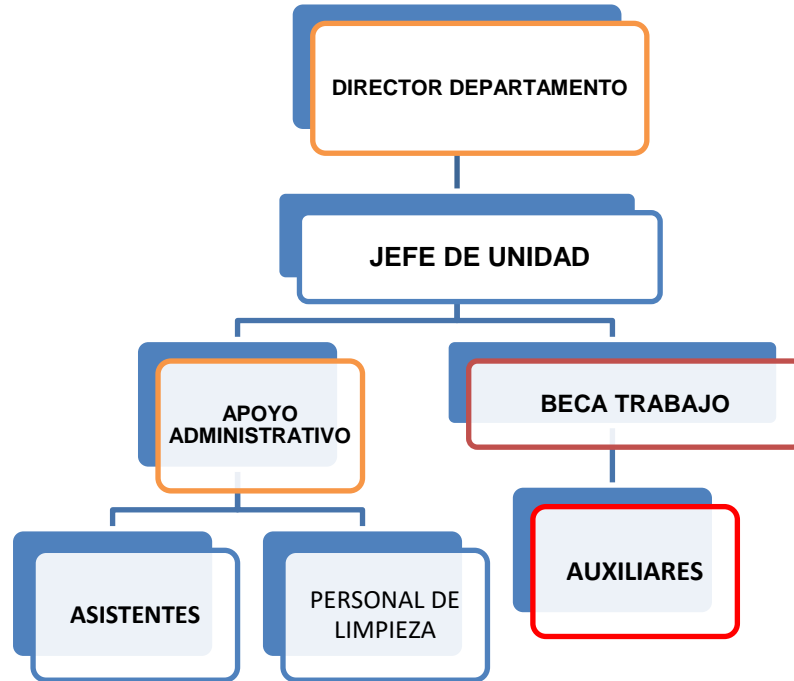 DIRECTOR DEPARTAMENTO
JEFE DE UNIDAD
APOYO
ADMINISTRATIVO
BECA TRABAJO
ASISTENTES
PERSONAL DE
LIMPIEZA
AUXILIARES